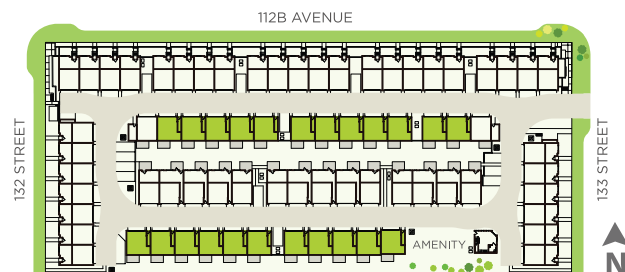 112B AVENUE
132 STREET
133 STREET
AMENITY
N